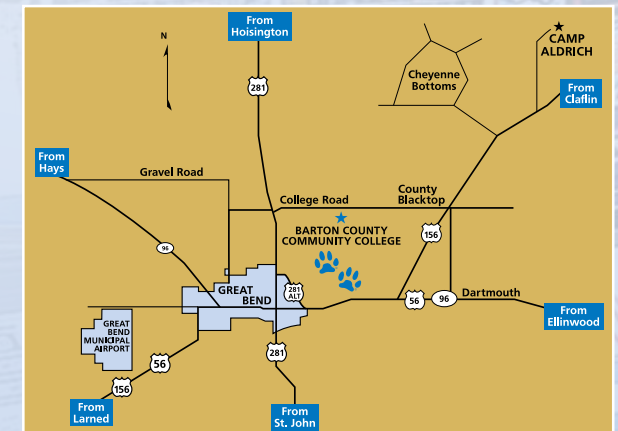 From
Hoisington
N
281
CAMP
ALDRICH
Cheyenne
Bottoms
From
Claflin
From
Hays
Gravel Road
College Road
County
Blacktop
BARTON COUNTY
COMMUNITY COLLEGE
156
96
GREAT
BEND
281
ALT
56
96
Dartmouth
From
Ellinwood
GREAT
BEND
MUNICIPAL
AIRPORT
56
281
156
From
Larned
From
St. John